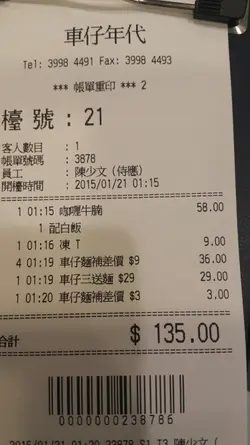 車仔年代
Tel: 3998 4491 Fax: 3998 4493
*** 帳單重印 *** 2
檯號 : 21
客人數目 : 1
帳單號碼 : 3878
員工 : 陳少文 (侍應)
開檯時間 : 2015/01/21 01:15
1 01:15 咖喱牛腩 58.00
1 配白飯
1 01:16 凍 T 9.00
4 01:19 車仔麵補差價 $9 36.00
1 01:19 車仔三送麵 $29 29.00
1 01:20 車仔麵補差價 $3 3.00
合計 $ 135.00
0000000238786